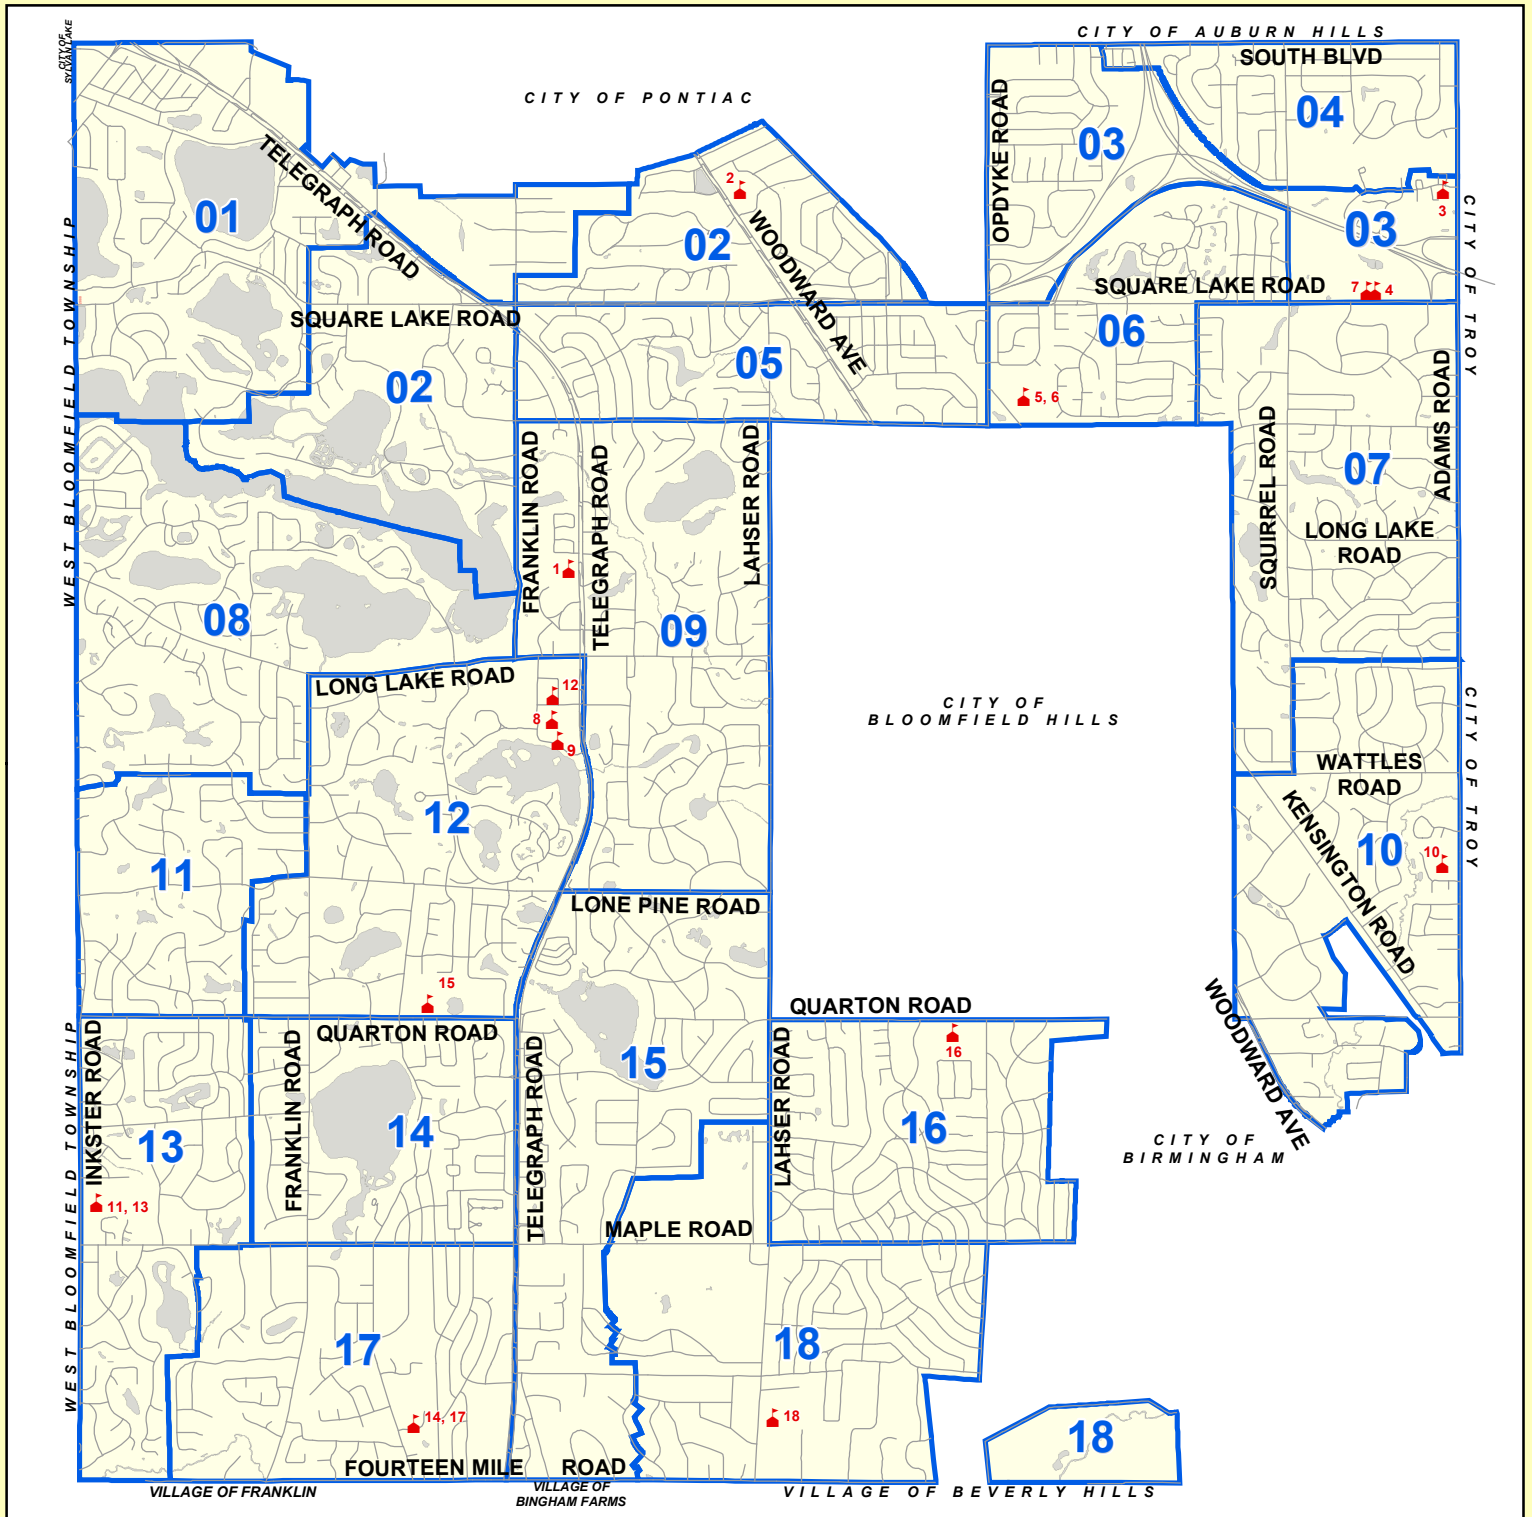 CITY OF
SYLVAN LAKE
CITY OF AUBURN HILLS
SOUTH BLVD
CITY OF PONTIAC
04
03
OPDYKE ROAD
TELEGRAPH ROAD
2
3
01
02
WOODWARD AVE
03
CITY OF TROY
WEST BLOOMFIELD TOWNSHIP
SQUARE LAKE ROAD
7
4
SQUARE LAKE ROAD
06
05
02
5, 6
ADAMS ROAD
SQUIRREL ROAD
07
FRANKLIN ROAD
TELEGRAPH ROAD
LAHSER ROAD
LONG LAKE
ROAD
1
08
09
LONG LAKE ROAD
12
8
9
CITY OF
BLOOMFIELD HILLS
CITY OF TROY
WATTLES
ROAD
12
KENSINGTON ROAD
10
10
11
LONE PINE ROAD
15
QUARTON ROAD
QUARTON ROAD
WOODWARD AVE
WEST BLOOMFIELD TOWNSHIP
INKSTER ROAD
FRANKLIN ROAD
TELEGRAPH ROAD
15
LAHSER ROAD
16
16
13
14
CITY OF
BIRMINGHAM
11, 13
MAPLE ROAD
17
18
14, 17
18
18
FOURTEEN MILE ROAD
VILLAGE OF FRANKLIN
VILLAGE OF
BINGHAM FARMS
VILLAGE OF BEVERLY HILLS